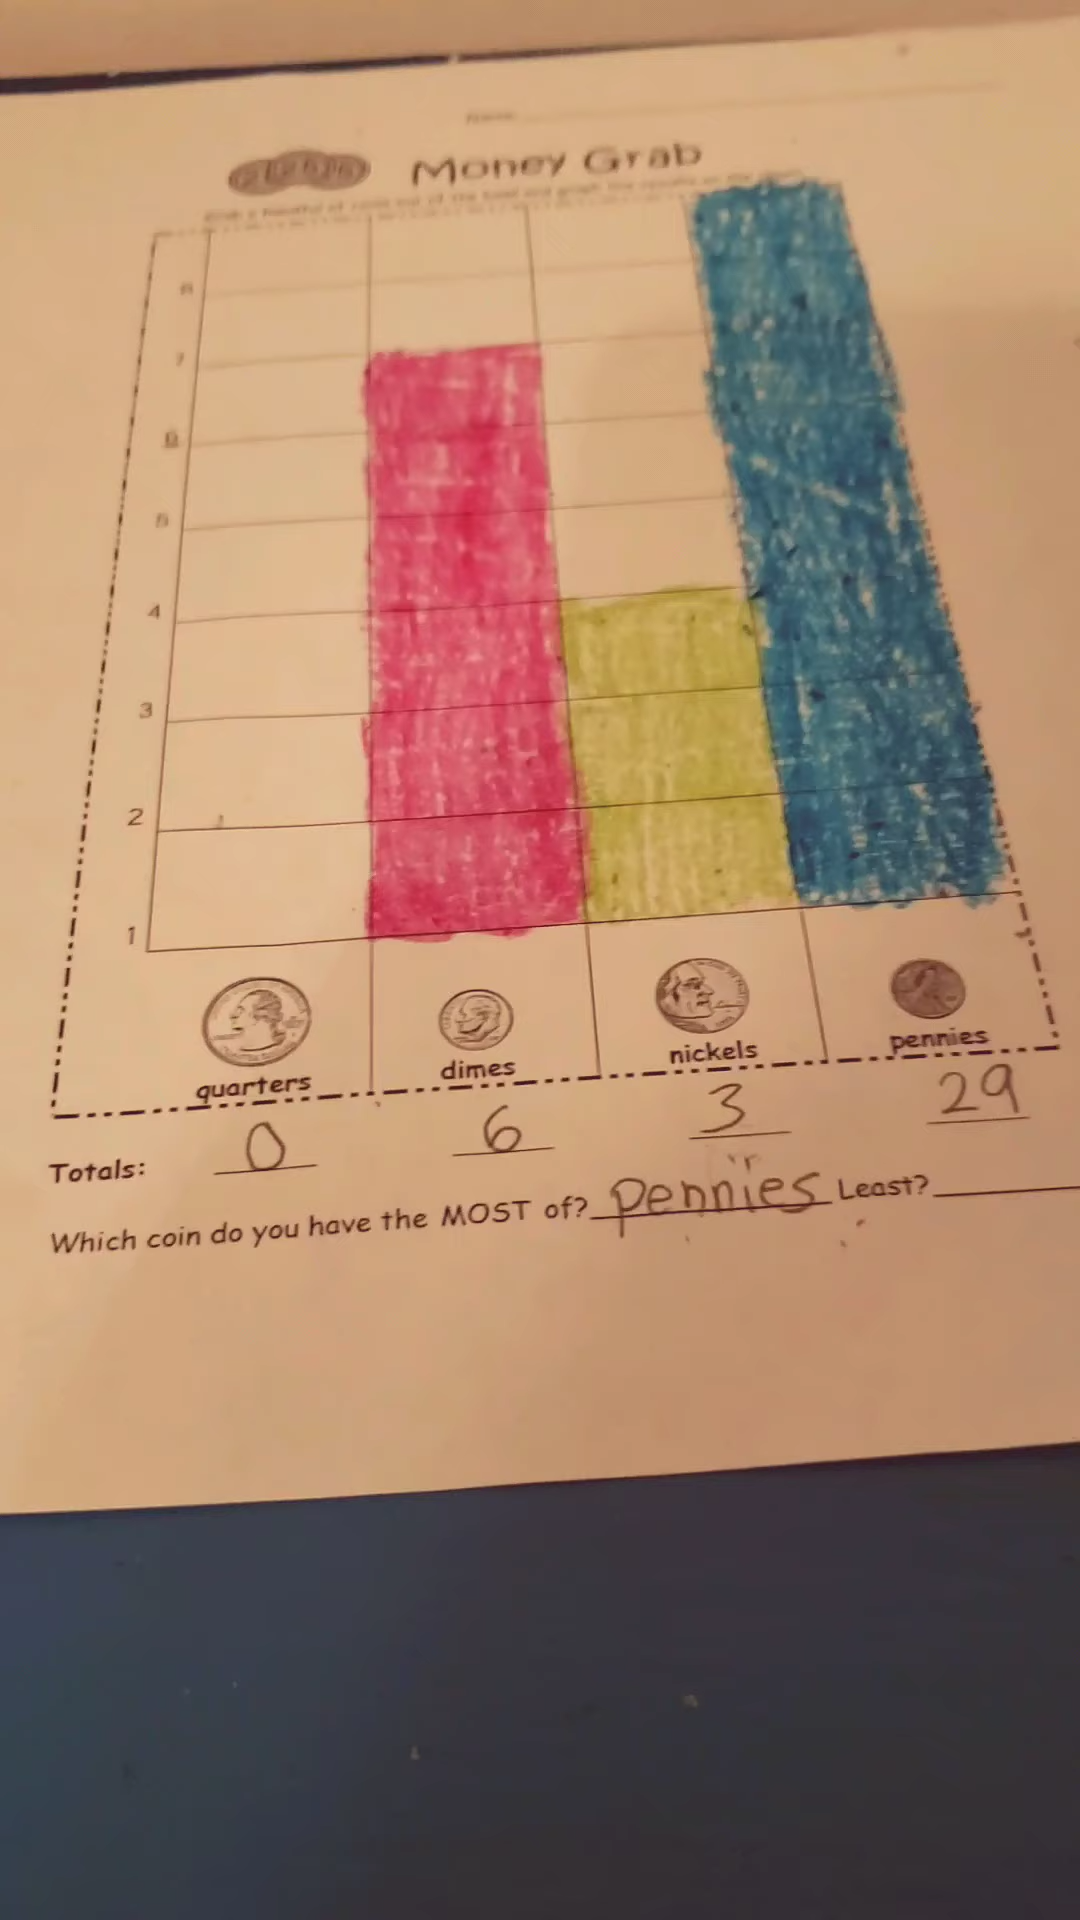 Name
Money Grab
8
7
6
5
4
3
2
1
quarters dimes nickels pennies
Totals: 0 6 3 29
Which coin do you have the MOST of? pennies Least?